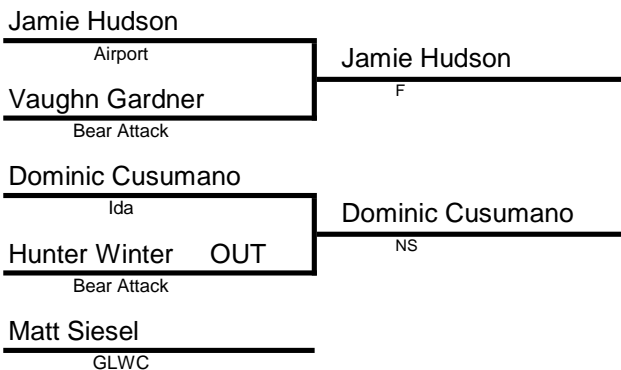 Jamie Hudson
Airport
Jamie Hudson
F
Vaughn Gardner
Bear Attack
Dominic Cusumano
Ida
Dominic Cusumano
NS
Hunter Winter OUT
Bear Attack
Matt Siesel
GLWC